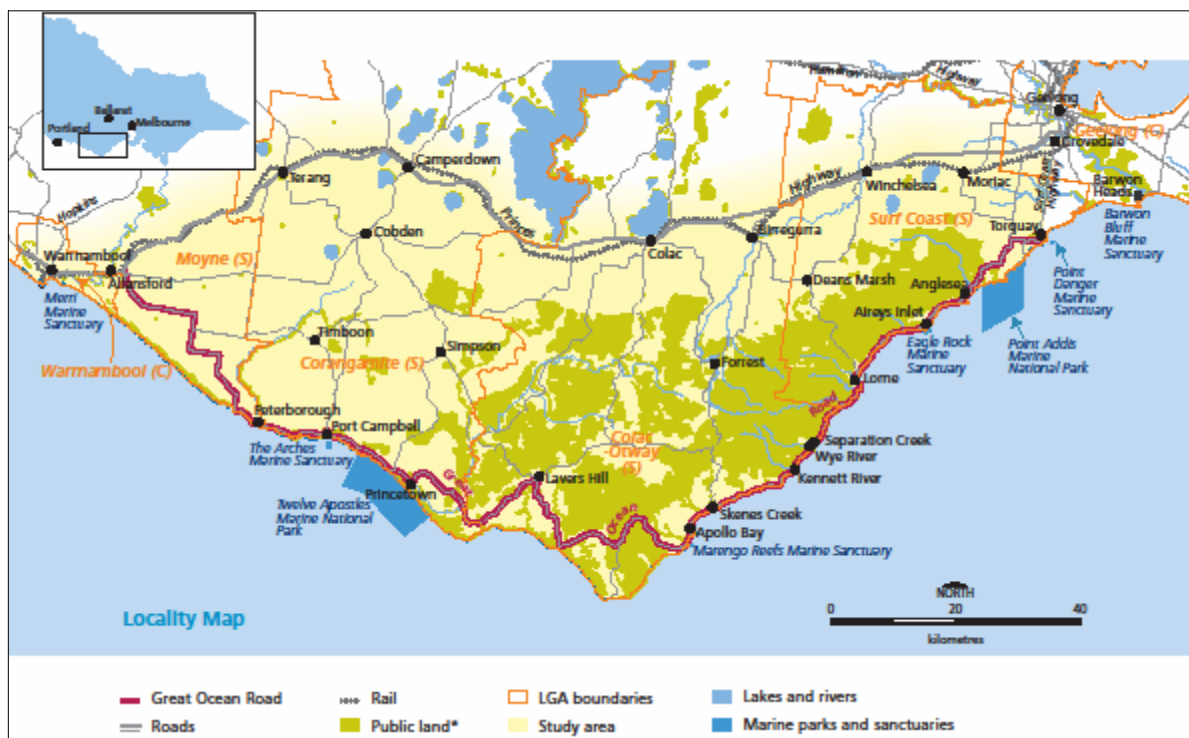 Ballarat
Portland
Melbourne
Hamilton
Highway
Highway
Geelong
Geelong (C)
Grovedale
Camperdown
Terang
Highway
Winchelsea
Moriac
Surf Coast
Highway
Barwon
Heads
Hopkins
Princes
Surf Coast (S)
Torquay
Barwon
Bluff
Marine
Sanctuary
Cobden
Colac
Birregurra
Moyne (S)
Warrnambool
Allansford
Deans Marsh
Anglesea
Point
Danger
Marine
Sanctuary
Merri
Marine
Sanctuary
Aireys Inlet
Timboon
Simpson
Corangamite (S)
Eagle Rock
Marine
Sanctuary
Point Addis
Marine
National Park
Warrnambool (C)
Forrest
Lorne
Road
Peterborough
Port Campbell
Colac
-Otway
(S)
Separation Creek
Wye River
Kennett River
The Arches
Marine Sanctuary
Great
Lavers Hill
Princetown
Twelve Apostles
Marine National
Park
Ocean
Skenes Creek
Apollo Bay
Marengo Reefs Marine Sanctuary
Locality Map
NORTH
0 20 40
kilometres
Great Ocean Road
Rail
LGA boundaries
Lakes and rivers
Roads
Public land*
Study area
Marine parks and sanctuaries